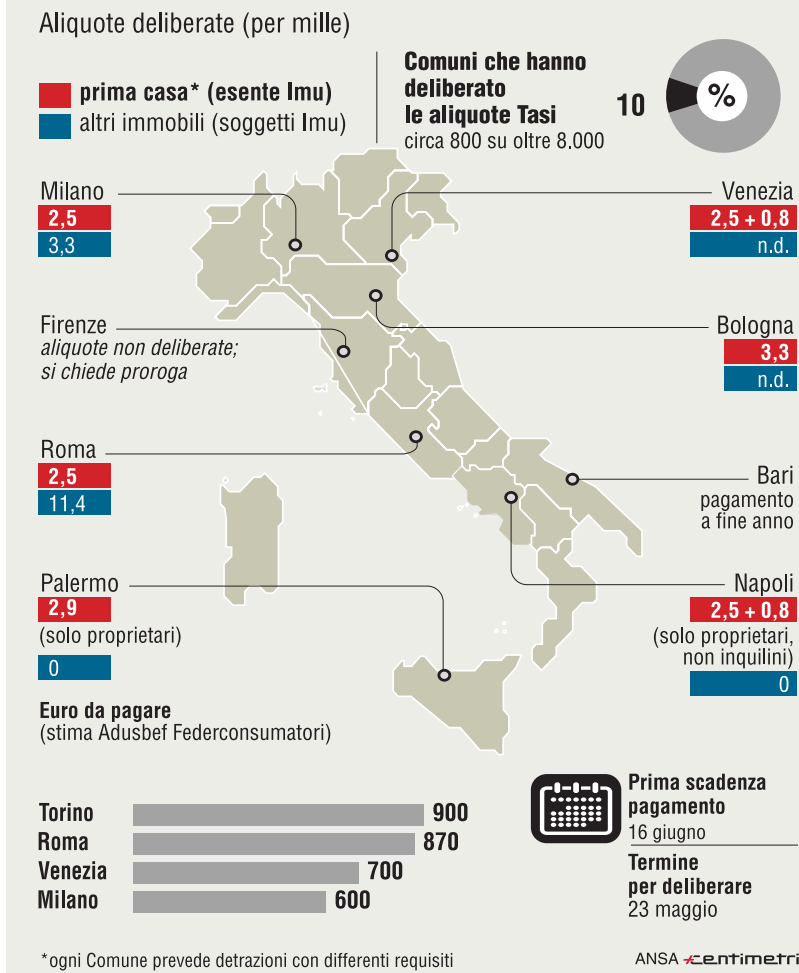 Aliquote deliberate (per mille)
prima casa* (esente Imu)
altri immobili (soggetti Imu)
Comuni che hanno
deliberato
le aliquote Tasi
circa 800 su oltre 8.000
10
%
Milano
2,5
3,3
Venezia
2,5 + 0,8
n.d.
Firenze
aliquote non deliberate;
si chiede proroga
Bologna
3,3
n.d.
Roma
2,5
11,4
Bari
pagamento
a fine anno
Palermo
2,9
(solo proprietari)
0
Napoli
2,5 + 0,8
(solo proprietari,
non inquilini)
0
Euro da pagare
(stima Adusbef Federconsumatori)
Torino 900
Roma 870
Venezia 700
Milano 600
Prima scadenza
pagamento
16 giugno
Termine
per deliberare
23 maggio
*ogni Comune prevede detrazioni con differenti requisiti
ANSA centimetri